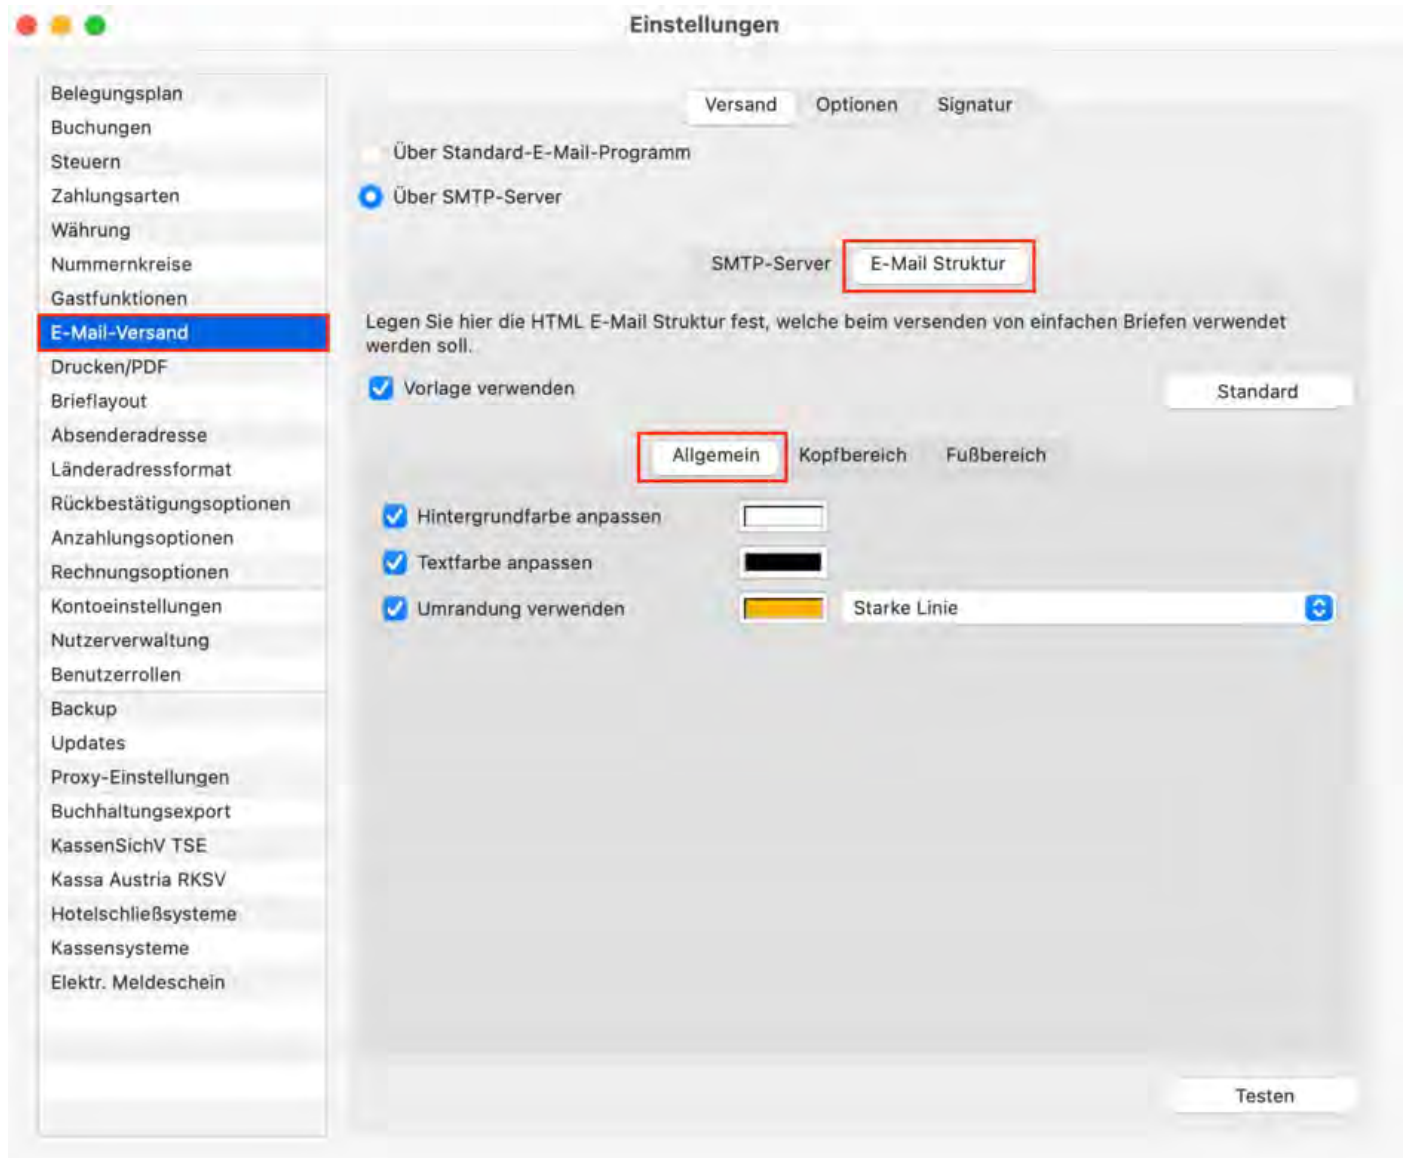 Einstellungen
Belegungsplan
Buchungen
Steuern
Zahlungsarten
Währung
Nummernkreise
Gastfunktionen
E-Mail-Versand
Drucken/PDF
Brieflayout
Absenderadresse
Länderadressformat
Rückbestätigungsoptionen
Anzahlungsoptionen
Rechnungsoptionen
Kontoeinstellungen
Nutzerverwaltung
Benutzerrollen
Backup
Updates
Proxy-Einstellungen
Buchhaltungsexport
KassenSichV TSE
Kassa Austria RKSV
Hotelschließsysteme
Kassensysteme
Elektr. Meldeschein
Versand Optionen Signatur
Über Standard-E-Mail-Programm
Über SMTP-Server
SMTP-Server E-Mail Struktur
Legen Sie hier die HTML E-Mail Struktur fest, welche beim versenden von einfachen Briefen verwendet
werden soll.
Vorlage verwenden Standard
Allgemein Kopfbereich Fußbereich
Hintergrundfarbe anpassen
Textfarbe anpassen
Umrandung verwenden Starke Linie
Testen